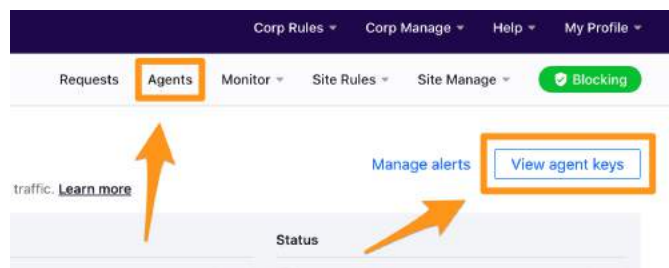 Corp Rules Corp Manage Help My Profile
Requests Agents Monitor Site Rules Site Manage Blocking
Manage alerts View agent keys
traffic. Learn more
Status